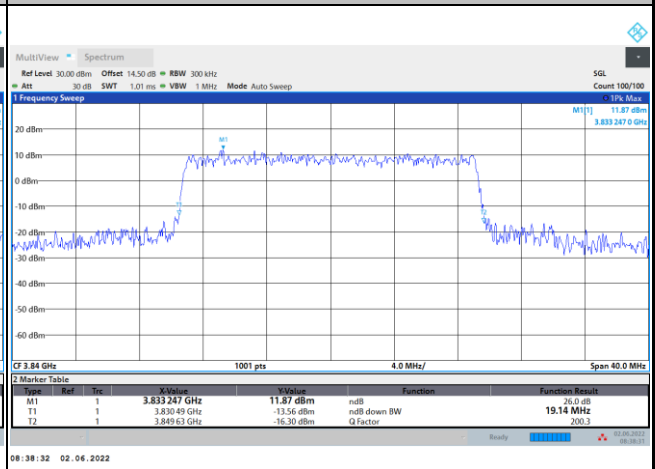 MultiView Spectrum
Ref Level 30.00 dBm Offset 14.50 dB RBW 300 kHz SGL
Att 30 dB SWT 1.01 ms VBW 1 MHz Mode Auto Sweep Count 100/100
1 Frequency Sweep 1Pk Max
M1[1] 11.87 dBm
3.833 247 0 GHz
20 dBm
M1
10 dBm
0 dBm
-10 dBm
-20 dBm
-30 dBm
-40 dBm
-50 dBm
-60 dBm
CF 3.84 GHz 1001 pts 4.0 MHz/ Span 40.0 MHz
2 Marker Table
Type Ref Trc X-Value Y-Value Function Function Result
M1 1 3.833 247 GHz 11.87 dBm ndB 26.0 dB
T1 1 3.830 49 GHz -13.56 dBm ndB down BW 19.14 MHz
T2 1 3.849 63 GHz -16.30 dBm Q Factor 200.3
Ready 02.06.2022
08:38:31
08:38:32 02.06.2022